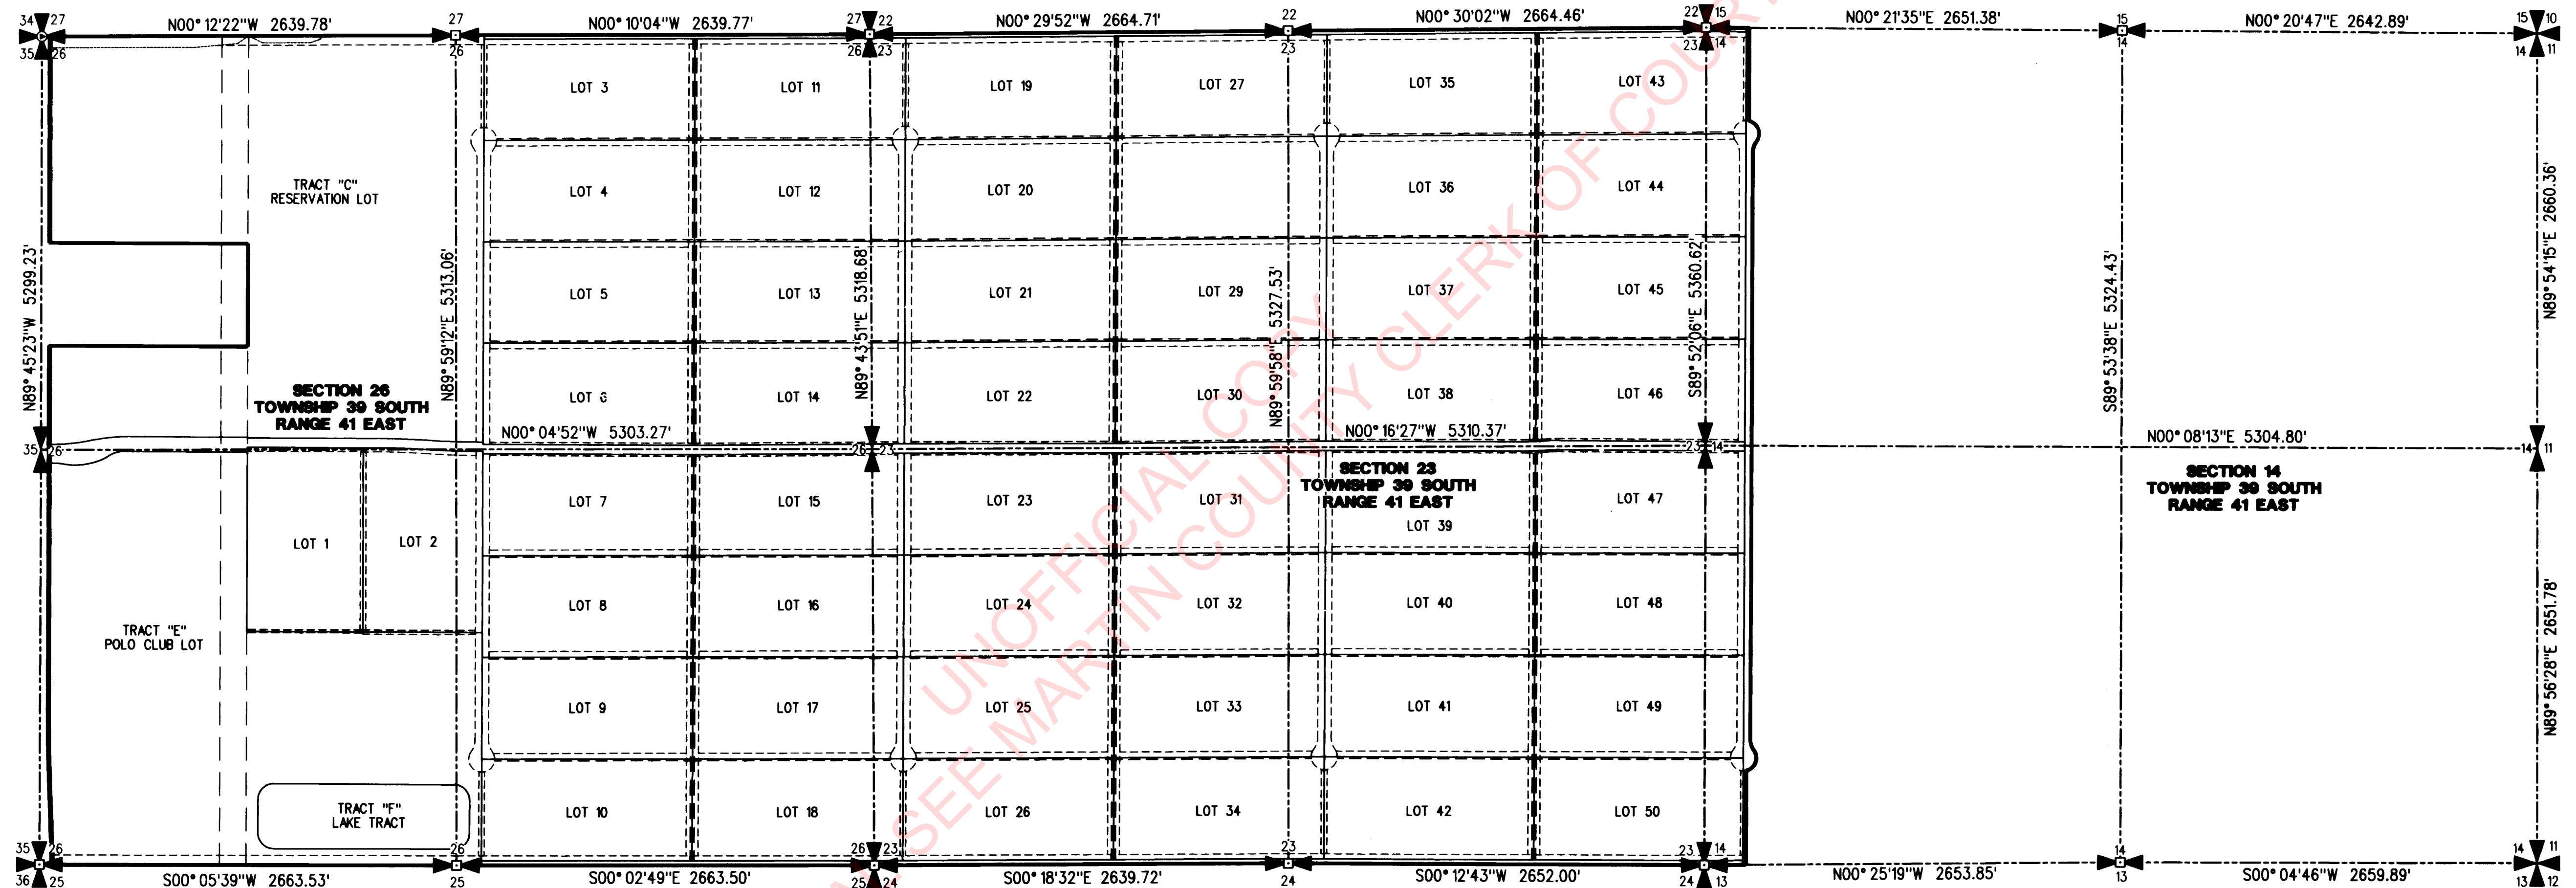 N00°12'22"W 2639.78'
N00°10'04"W 2639.77'
N00°29'52"W 2664.71'
N00°30'02"W 2664.46'
N00°21'35"E 2651.38'
N00°20'47"E 2642.89'
34 27
27
27 22
22
22 15
15
15 10
35 26
26
26 23
23
23 14
14
14 11
LOT 3
LOT 11
LOT 19
LOT 27
LOT 35
LOT 43
TRACT "C"
RESERVATION LOT
LOT 4
LOT 12
LOT 20
LOT 36
LOT 44
LOT 5
LOT 13
LOT 21
LOT 29
LOT 37
LOT 45
N89°45'23"W 5299.23'
N89°59'12"E 5313.06'
N89°43'51"E 5318.68'
N89°59'58"E 5327.53'
S89°52'06"E 5360.62'
S89°53'38"E 5324.43'
N89°54'15"E 2660.36'
SECTION 26
TOWNSHIP 39 SOUTH
RANGE 41 EAST
LOT 6
LOT 14
LOT 22
LOT 30
LOT 38
LOT 46
N00°04'52"W 5303.27'
N00°16'27"W 5310.37'
N00°08'13"E 5304.80'
35 26
26 23
23 14
14 11
SECTION 23
TOWNSHIP 39 SOUTH
RANGE 41 EAST
SECTION 14
TOWNSHIP 39 SOUTH
RANGE 41 EAST
LOT 1
LOT 2
LOT 7
LOT 15
LOT 23
LOT 31
LOT 39
LOT 47
LOT 8
LOT 16
LOT 24
LOT 32
LOT 40
LOT 48
TRACT "E"
POLO CLUB LOT
LOT 9
LOT 17
LOT 25
LOT 33
LOT 41
LOT 49
N89°56'28"E 2651.78'
TRACT "F"
LAKE TRACT
LOT 10
LOT 18
LOT 26
LOT 34
LOT 42
LOT 50
35 26
26
26 23
23
23 14
14
14 11
36 25
25
25 24
24
24 13
13
13 12
S00°05'39"W 2663.53'
S00°02'49"E 2663.50'
S00°18'32"E 2639.72'
S00°12'43"W 2652.00'
N00°25'19"W 2653.85'
S00°04'46"W 2659.89'
UNOFFICIAL COPY
SEE MARTIN COUNTY CLERK OF COURT